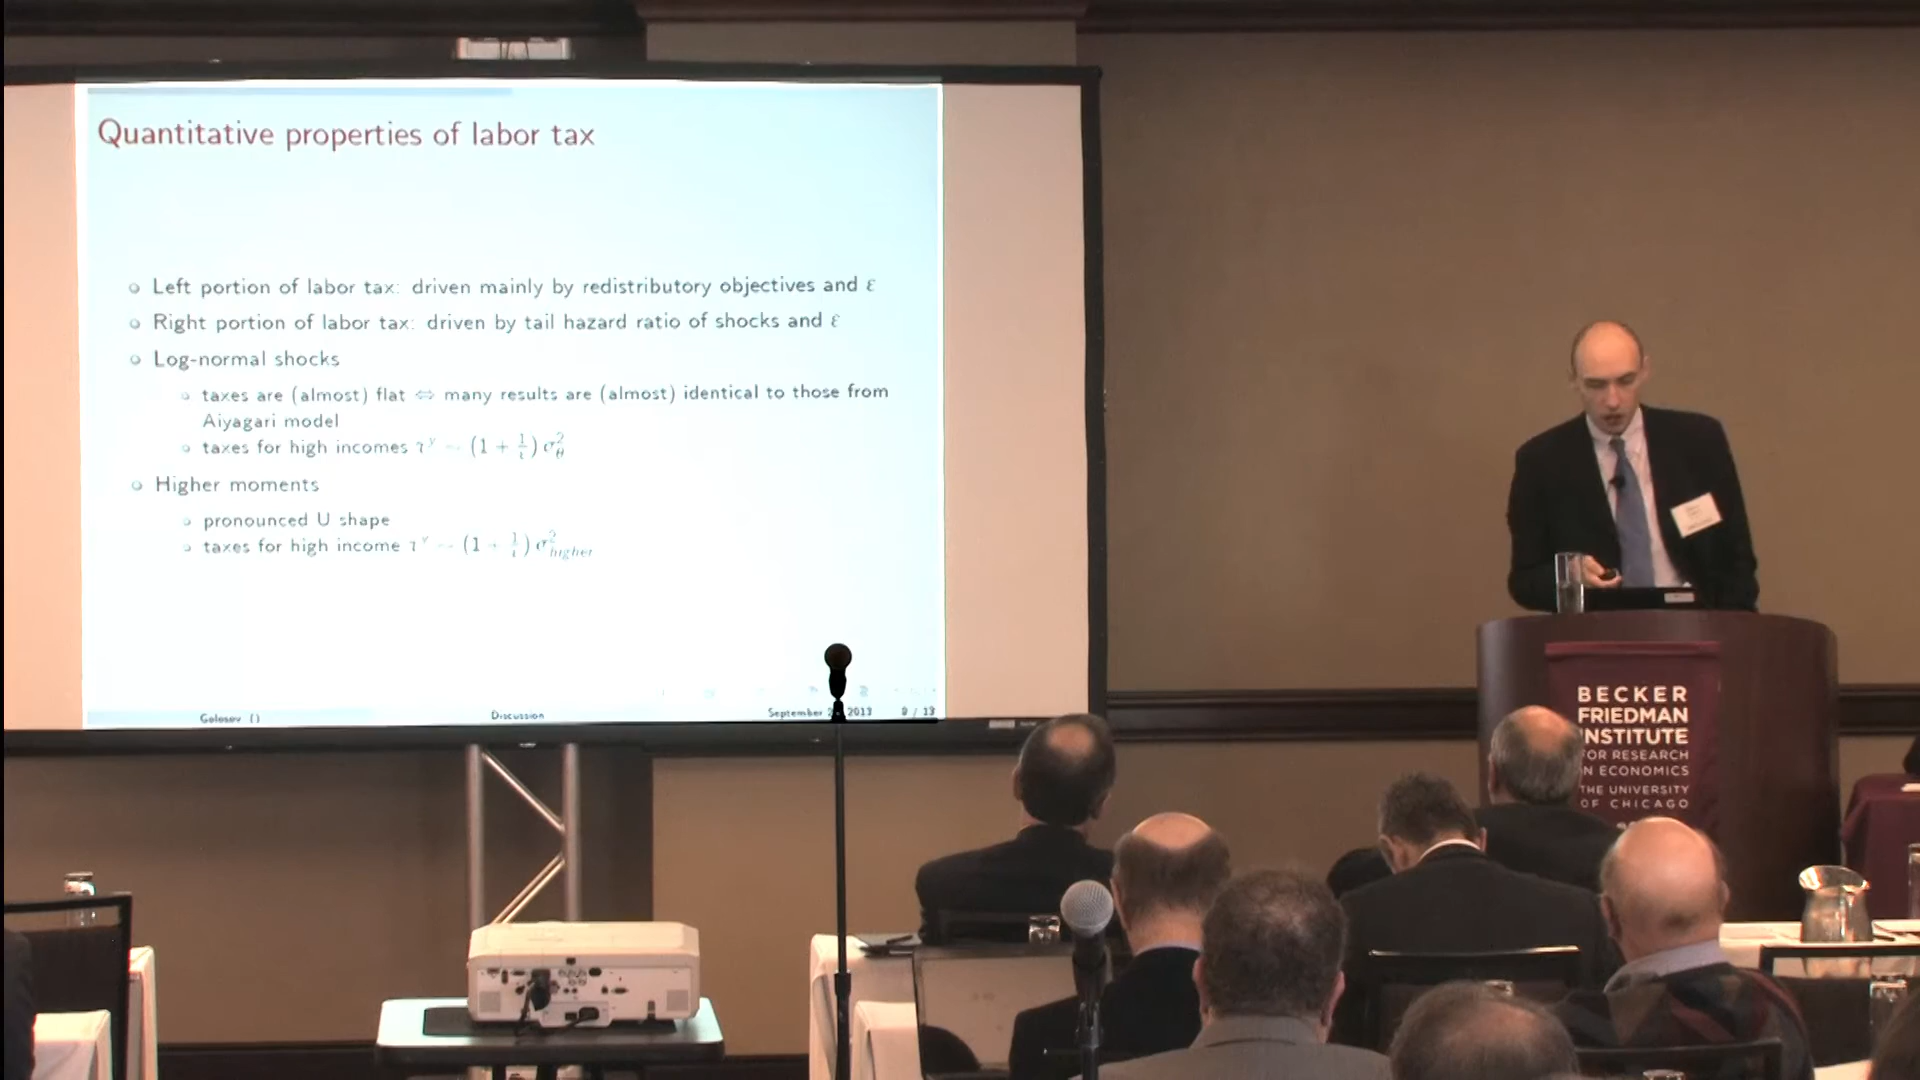 Quantitative properties of labor tax
Left portion of labor tax: driven mainly by redistributory objectives and ε
Right portion of labor tax: driven by tail hazard ratio of shocks and ε
Log-normal shocks
taxes are (almost) flat ⇔ many results are (almost) identical to those from
Aiyagari model
taxes for high incomes
Higher moments
pronounced U shape
taxes for high income
Golosov ()
Discussion
September 2013
9 / 13
BECKER
FRIEDMAN
INSTITUTE
FOR RESEARCH
IN ECONOMICS
THE UNIVERSITY
OF CHICAGO